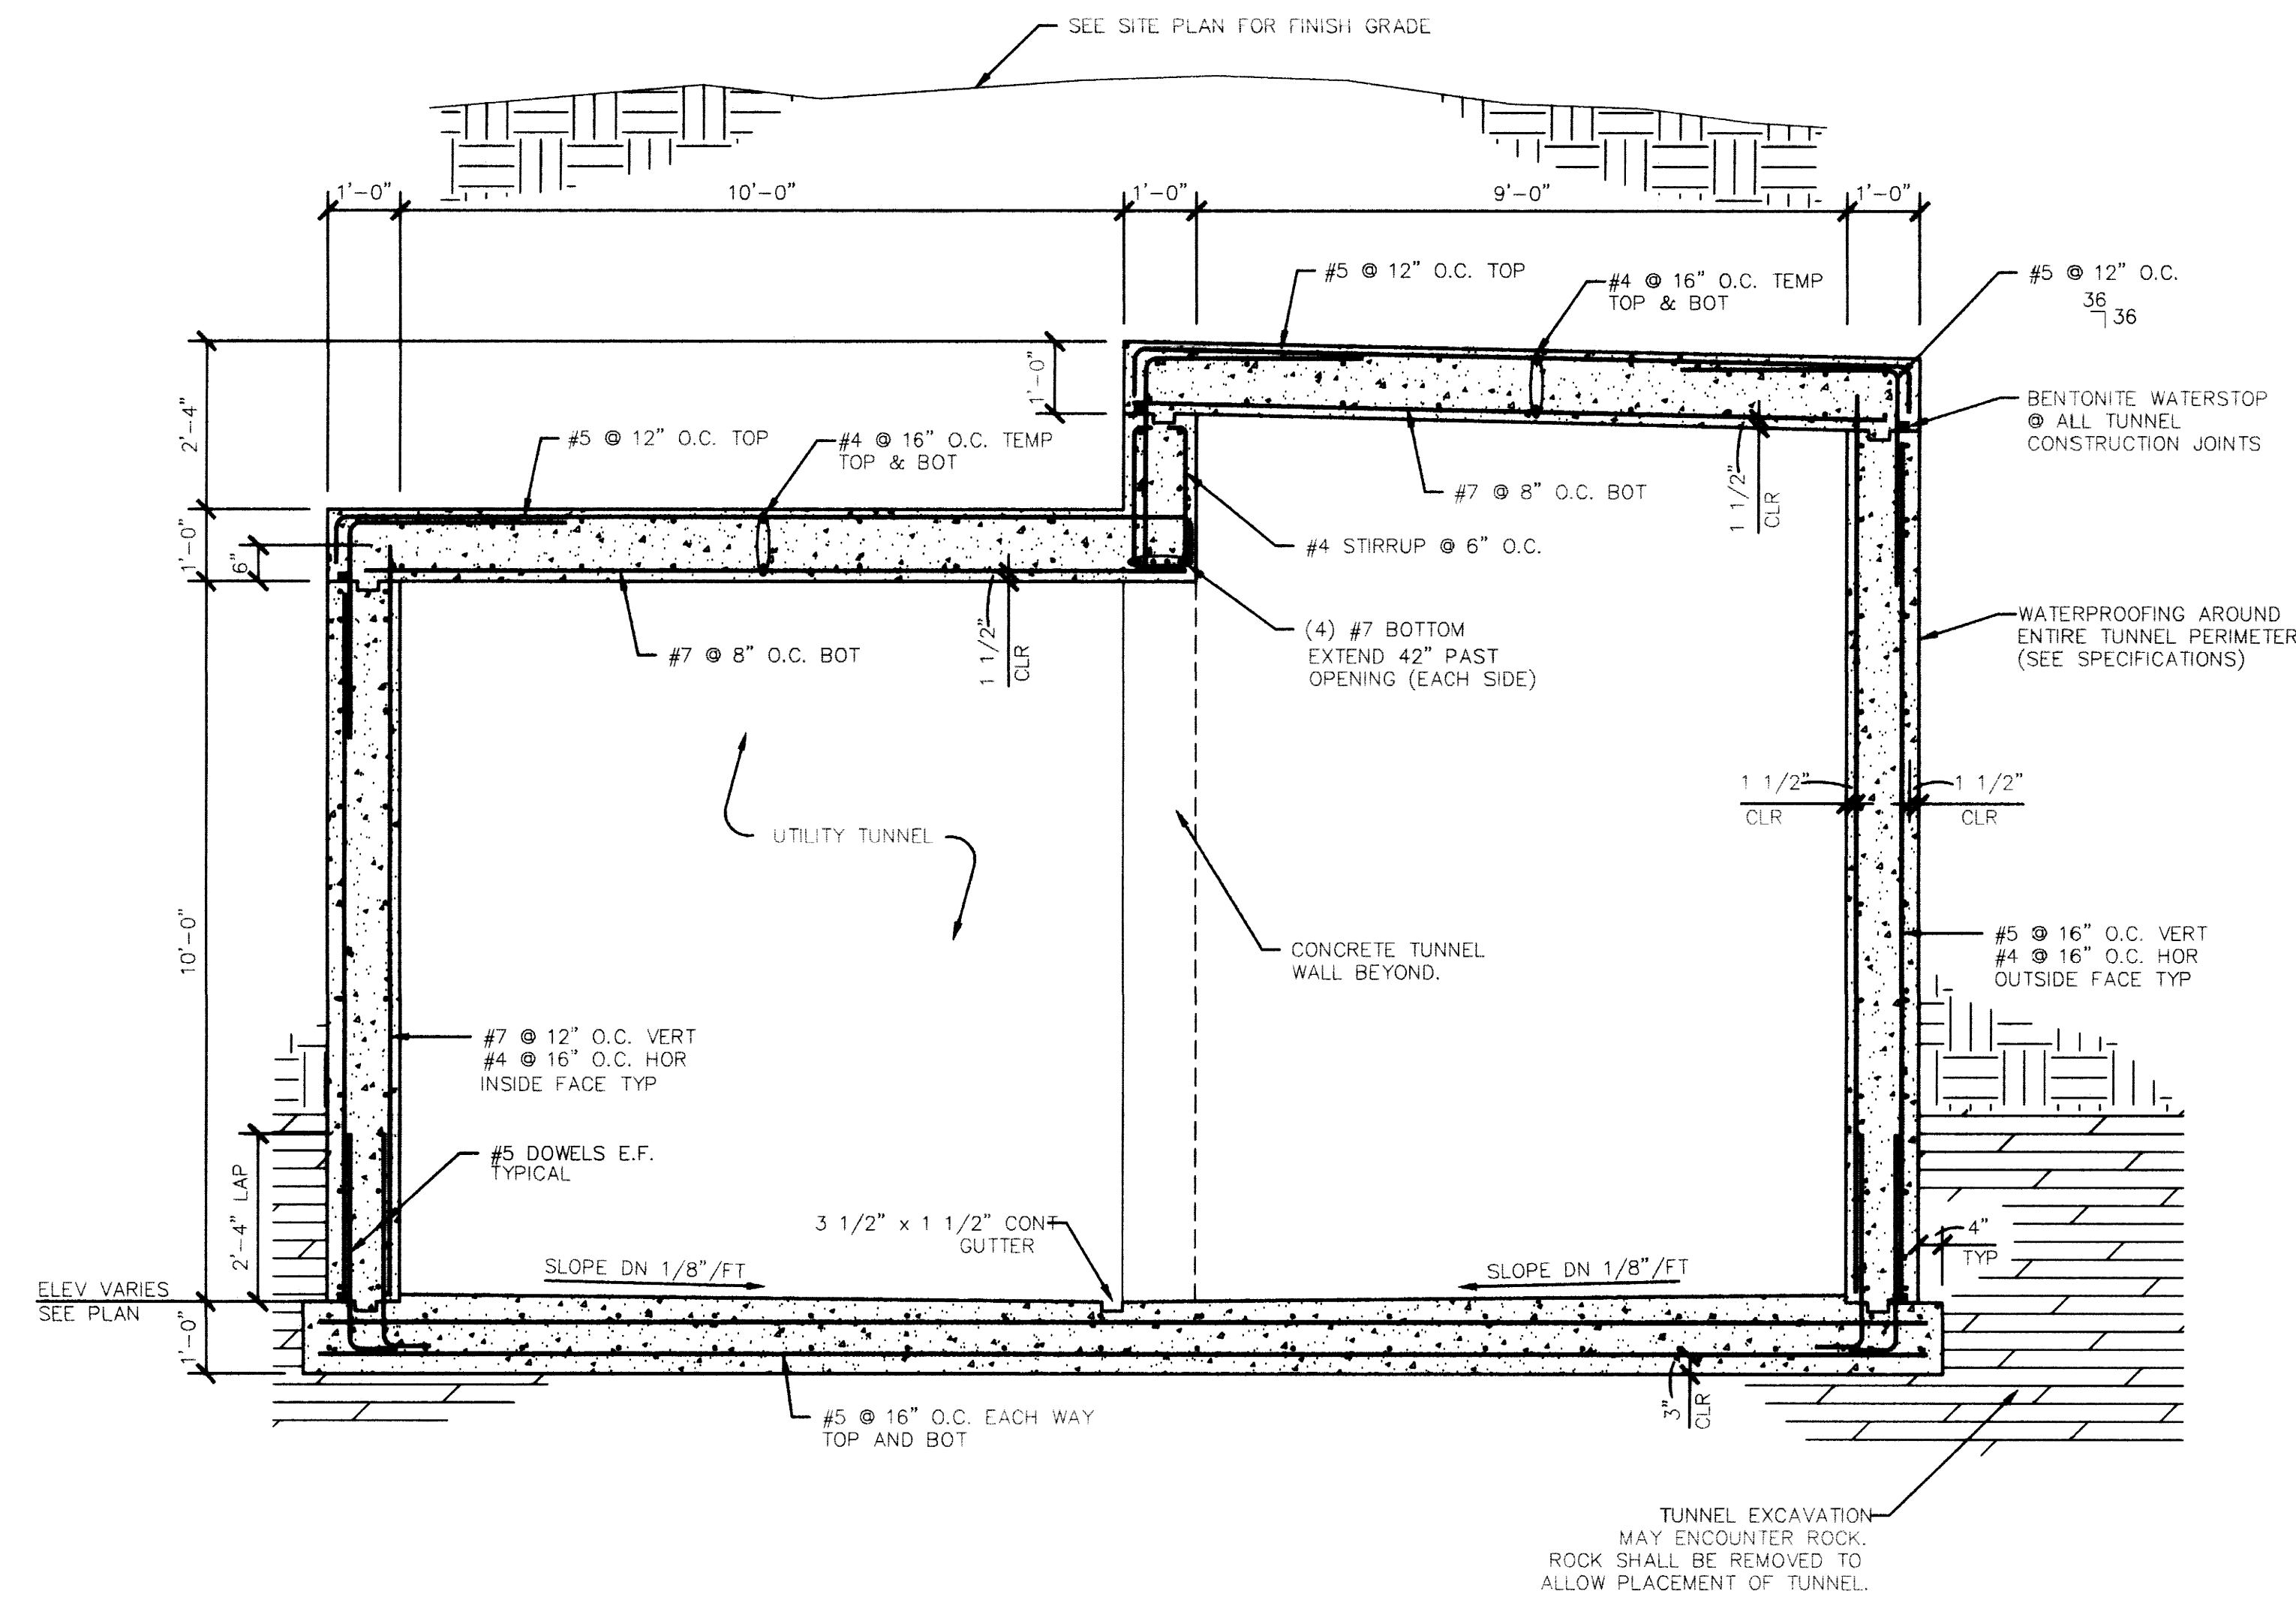 SEE SITE PLAN FOR FINISH GRADE
1'-0"
10'-0"
1'-0"
9'-0"
1'-0"
#5 @ 12" O.C. TOP
#4 @ 16" O.C. TEMP
TOP & BOT
#5 @ 12" O.C.
36
36
2'-4"
1'-0"
BENTONITE WATERSTOP
@ ALL TUNNEL
CONSTRUCTION JOINTS
#5 @ 12" O.C. TOP
#4 @ 16" O.C. TEMP
TOP & BOT
#7 @ 8" O.C. BOT
1 1/2"
CLR
1'-0"
6"
#4 STIRRUP @ 6" O.C.
#7 @ 8" O.C. BOT
1 1/2"
CLR
(4) #7 BOTTOM
EXTEND 42" PAST
OPENING (EACH SIDE)
WATERPROOFING AROUND
ENTIRE TUNNEL PERIMETER
(SEE SPECIFICATIONS)
1 1/2"
CLR
1 1/2"
CLR
UTILITY TUNNEL
10'-0"
CONCRETE TUNNEL
WALL BEYOND.
#5 @ 16" O.C. VERT
#4 @ 16" O.C. HOR
OUTSIDE FACE TYP
#7 @ 12" O.C. VERT
#4 @ 16" O.C. HOR
INSIDE FACE TYP
#5 DOWELS E.F.
TYPICAL
2'-4" LAP
3 1/2" x 1 1/2" CONT
GUTTER
4"
TYP
SLOPE DN 1/8"/FT
SLOPE DN 1/8"/FT
ELEV VARIES
SEE PLAN
1'-0"
3"
CLR
#5 @ 16" O.C. EACH WAY
TOP AND BOT
TUNNEL EXCAVATION
MAY ENCOUNTER ROCK.
ROCK SHALL BE REMOVED TO
ALLOW PLACEMENT OF TUNNEL.